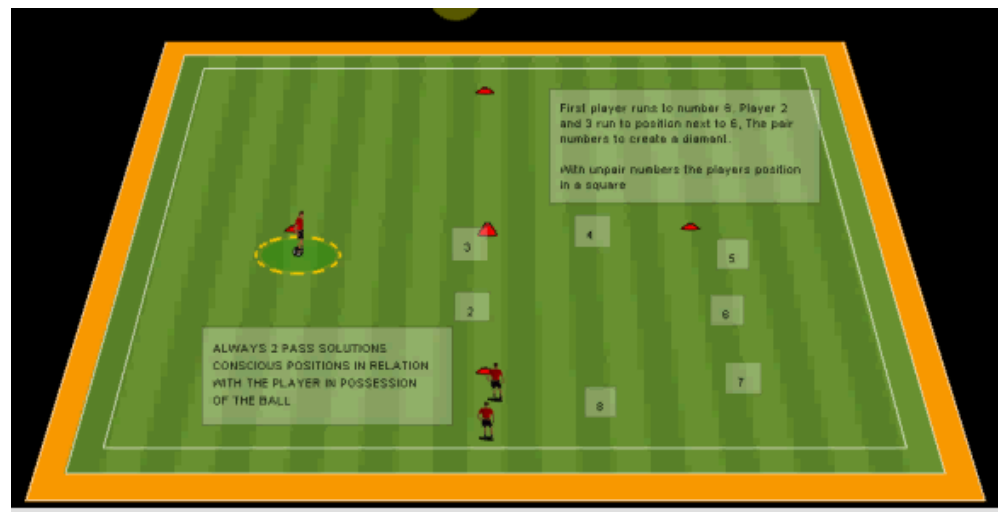 First player runs to number 6. Player 2
and 3 run to position next to 6, The pair
numbers to create a diamant.
With unpair numbers the players position
in a square
3
4
5
2
6
ALWAYS 2 PASS SOLUTIONS
CONSCIOUS POSITIONS IN RELATION
WITH THE PLAYER IN POSSESSION
OF THE BALL
7
8